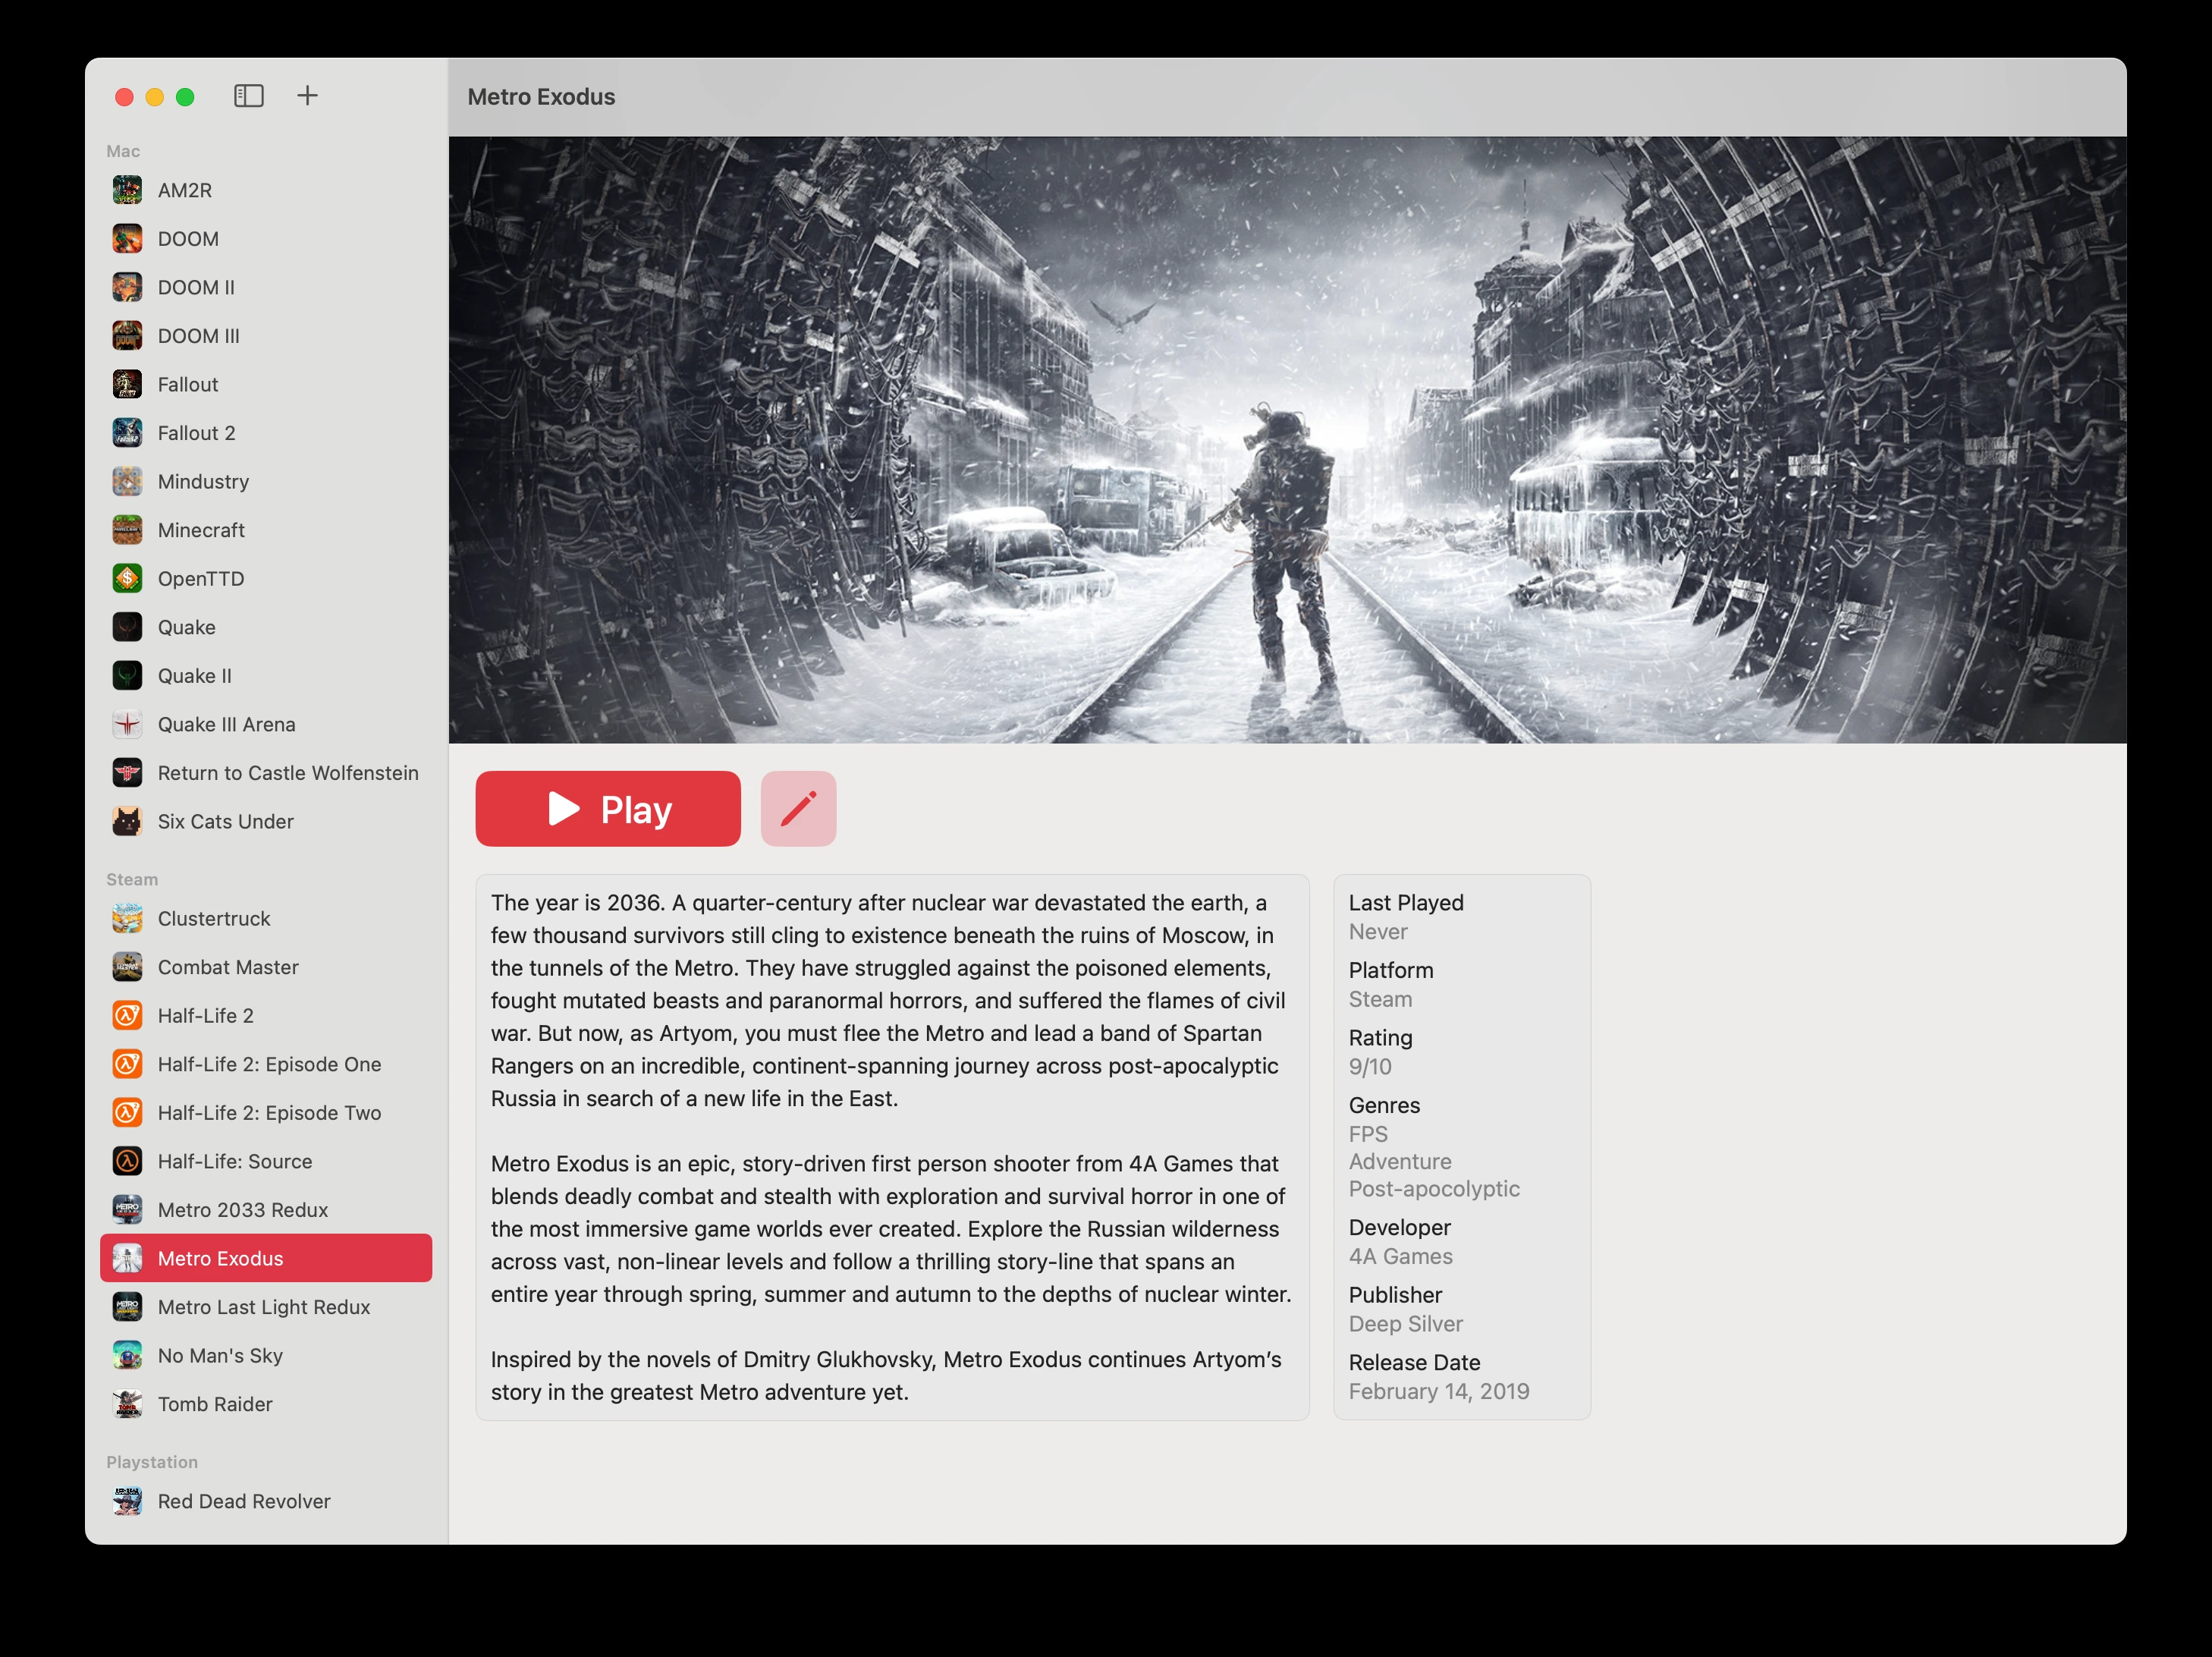 Metro Exodus
Mac
AM2R
DOOM
DOOM II
DOOM III
Fallout
Fallout 2
Mindustry
Minecraft
OpenTTD
Quake
Quake II
Quake III Arena
Return to Castle Wolfenstein
Six Cats Under
Steam
Clustertruck
Combat Master
Half-Life 2
Half-Life 2: Episode One
Half-Life 2: Episode Two
Half-Life: Source
Metro 2033 Redux
Metro Exodus
Metro Last Light Redux
No Man's Sky
Tomb Raider
Playstation
Red Dead Revolver
Play
The year is 2036. A quarter-century after nuclear war devastated the earth, a
few thousand survivors still cling to existence beneath the ruins of Moscow, in
the tunnels of the Metro. They have struggled against the poisoned elements,
fought mutated beasts and paranormal horrors, and suffered the flames of civil
war. But now, as Artyom, you must flee the Metro and lead a band of Spartan
Rangers on an incredible, continent-spanning journey across post-apocalyptic
Russia in search of a new life in the East.
Metro Exodus is an epic, story-driven first person shooter from 4A Games that
blends deadly combat and stealth with exploration and survival horror in one of
the most immersive game worlds ever created. Explore the Russian wilderness
across vast, non-linear levels and follow a thrilling story-line that spans an
entire year through spring, summer and autumn to the depths of nuclear winter.
Inspired by the novels of Dmitry Glukhovsky, Metro Exodus continues Artyom's
story in the greatest Metro adventure yet.
Last Played
Never
Platform
Steam
Rating
9/10
Genres
FPS
Adventure
Post-apocolyptic
Developer
4A Games
Publisher
Deep Silver
Release Date
February 14, 2019